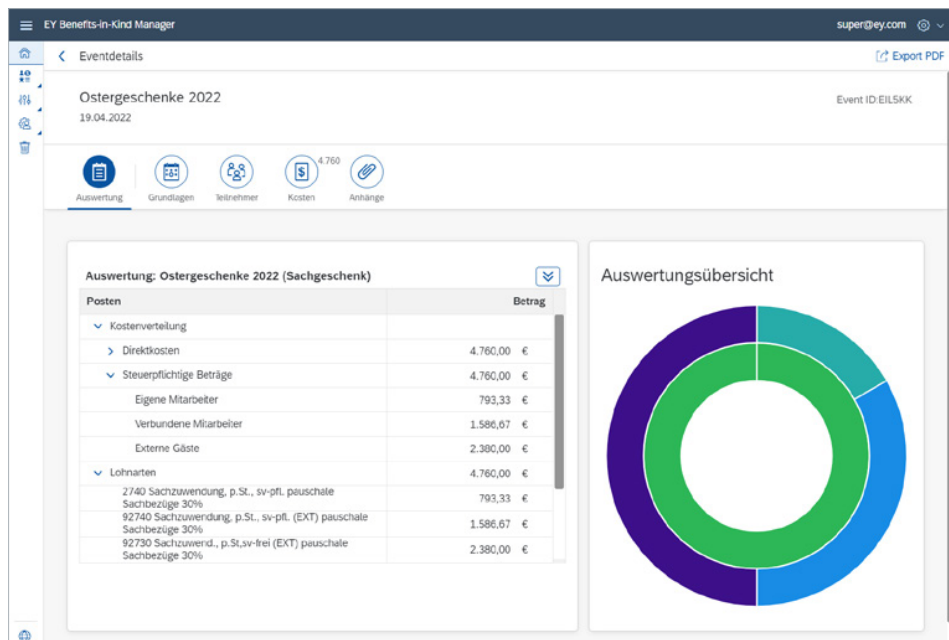 EY Benefits-in-Kind Manager
super@ey.com
Eventdetails
Export PDF
Ostergeschenke 2022
Event ID:EIL5KK
19.04.2022
4.760
Auswertung Grundlagen Teilnehmer Kosten Anhänge
Auswertung: Ostergeschenke 2022 (Sachgeschenk)
Posten Betrag
Kostenverteilung
Direktkosten 4.760,00 €
Steuerpflichtige Beträge 4.760,00 €
Eigene Mitarbeiter 793,33 €
Verbundene Mitarbeiter 1.586,67 €
Externe Gäste 2.380,00 €
Lohnarten 4.760,00 €
2740 Sachzuwendung, p.St., sv-pfl. pauschale
Sachbezüge 30% 793,33 €
92740 Sachzuwendung, p.St., sv-pfl. (EXT) pauschale
Sachbezüge 30% 1.586,67 €
92730 Sachzuwend., p.St,sv-frei (EXT) pauschale
Sachbezüge 30% 2.380,00 €
Auswertungsübersicht